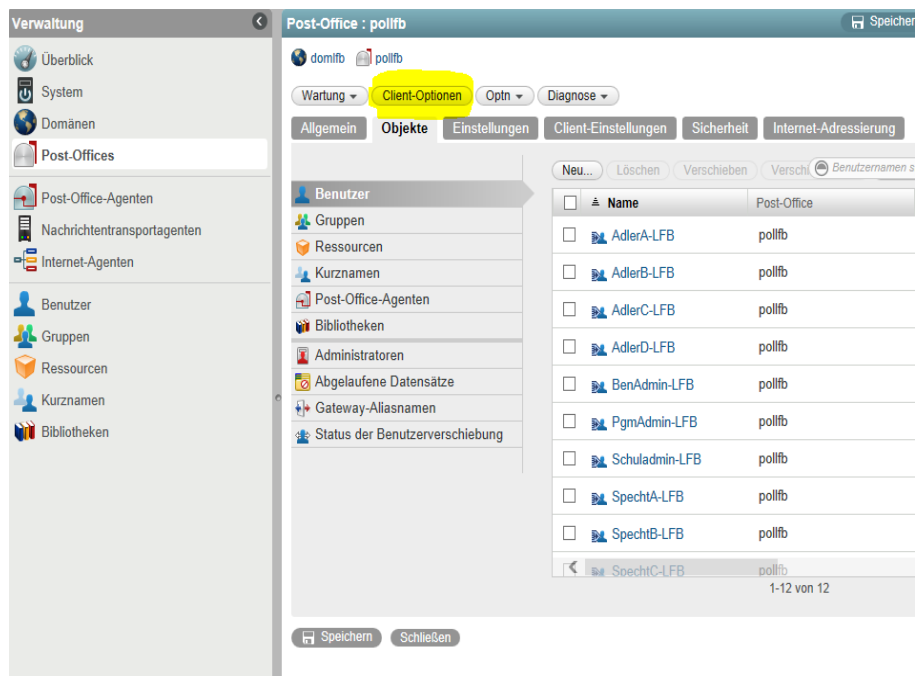 Verwaltung
Überblick
System
Domänen
Post-Offices
Post-Office-Agenten
Nachrichtentransportagenten
Internet-Agenten
Benutzer
Gruppen
Ressourcen
Kurznamen
Bibliotheken
Post-Office : pollfb
Speicher
domlfb pollfb
Wartung Client-Optionen Optn Diagnose
Allgemein Objekte Einstellungen Client-Einstellungen Sicherheit Internet-Adressierung
Benutzer
Gruppen
Ressourcen
Kurznamen
Post-Office-Agenten
Bibliotheken
Administratoren
Abgelaufene Datensätze
Gateway-Aliasnamen
Status der Benutzerverschiebung
Neu... Löschen Verschieben Verschi Benutzernamen s
Name Post-Office
AdlerA-LFB pollfb
AdlerB-LFB pollfb
AdlerC-LFB pollfb
AdlerD-LFB pollfb
BenAdmin-LFB pollfb
PgmAdmin-LFB pollfb
Schuladmin-LFB pollfb
SpechtA-LFB pollfb
SpechtB-LFB pollfb
SpechtC-LFB pollfb
1-12 von 12
Speichern Schließen